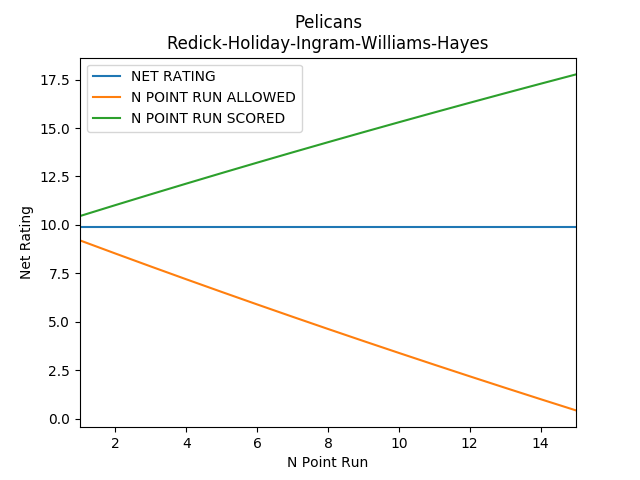 Pelicans
Redick-Holiday-Ingram-Williams-Hayes
NET RATING
N POINT RUN ALLOWED
N POINT RUN SCORED
17.5
15.0
12.5
10.0
7.5
5.0
2.5
0.0
Net Rating
2 4 6 8 10 12 14
N Point Run